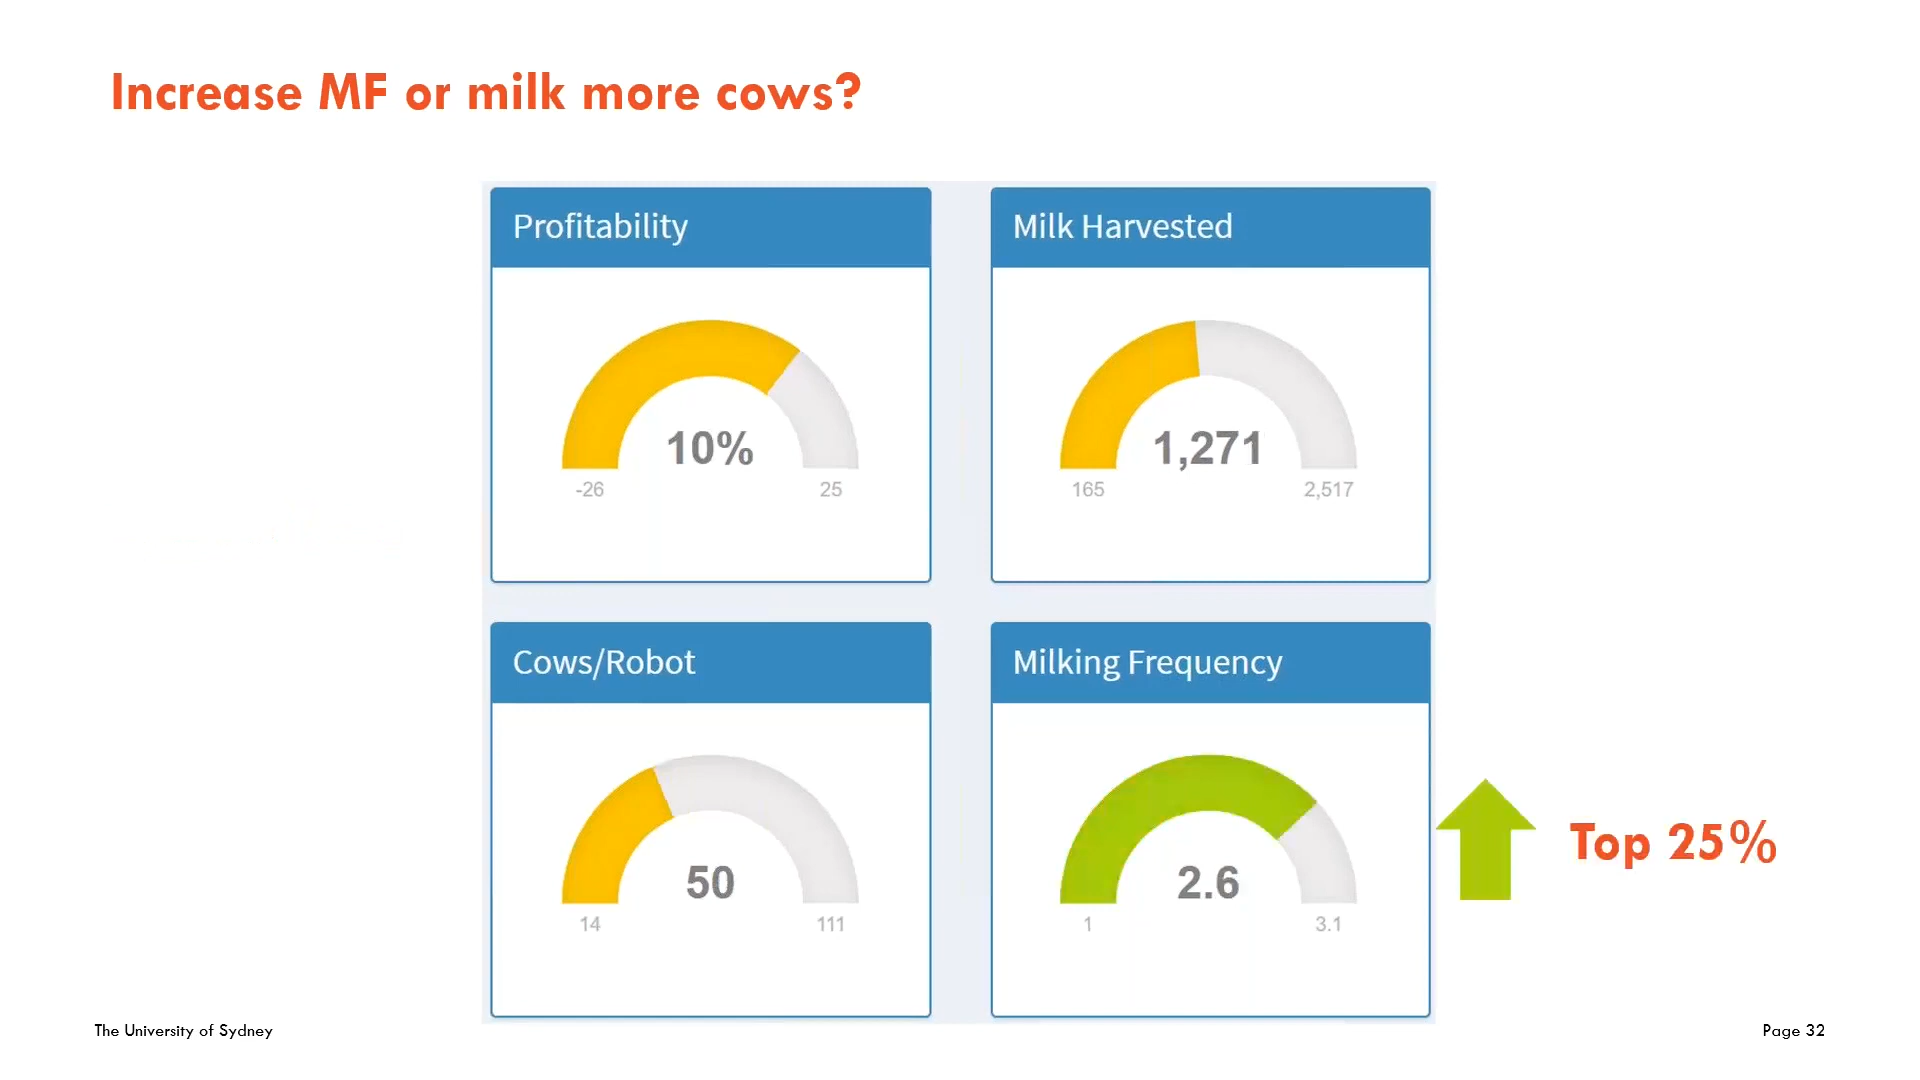 Increase MF or milk more cows?
Profitability
10%
-26 25
Milk Harvested
1,271
165 2,517
Cows/Robot
50
14 111
Milking Frequency
2.6
1 3.1
Top 25%
The University of Sydney
Page 32